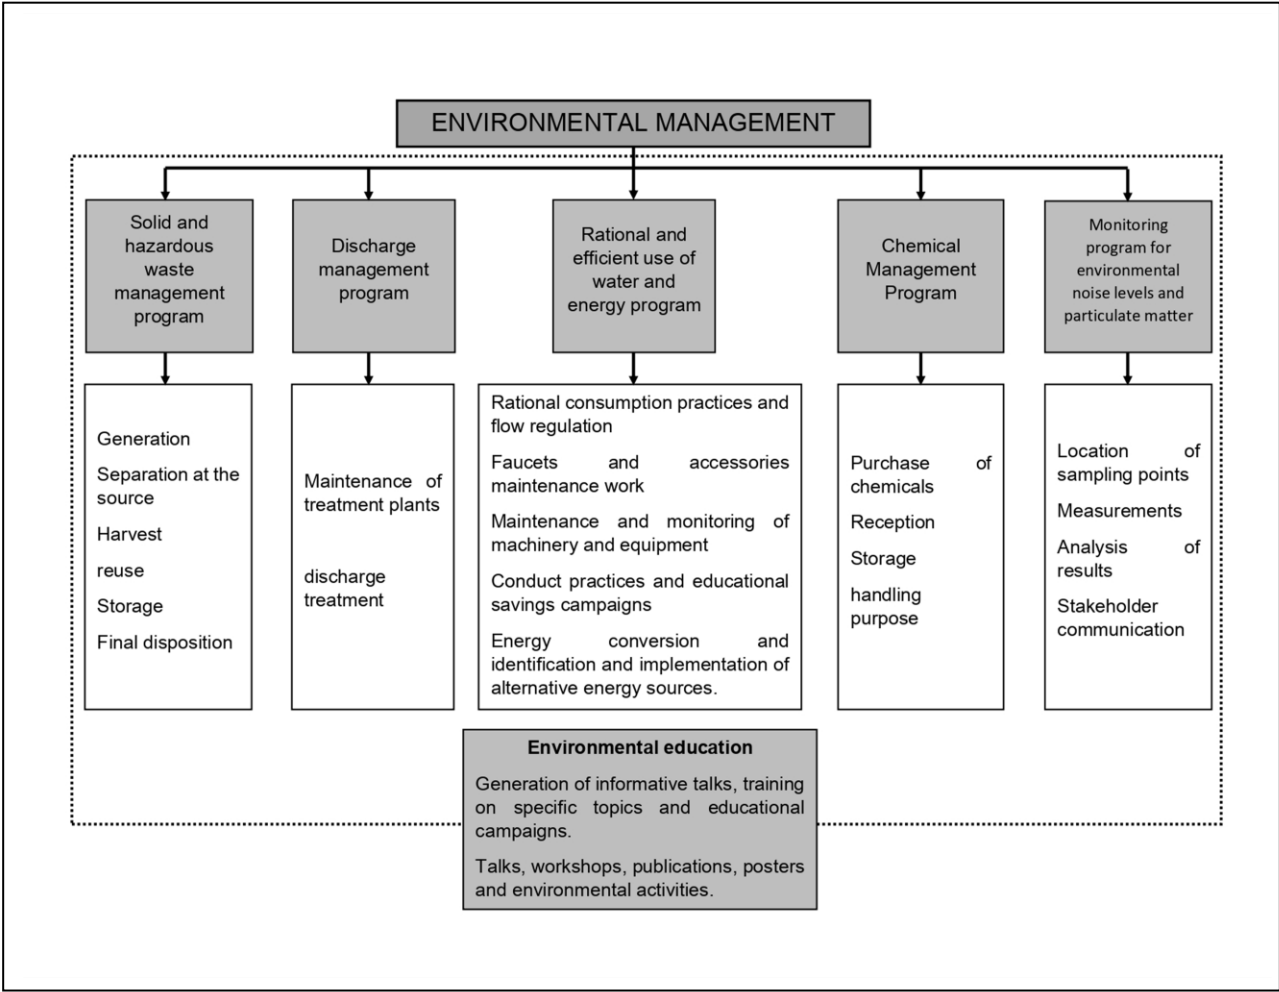 ENVIRONMENTAL MANAGEMENT
Solid and
hazardous
waste
management
program
Discharge
management
program
Rational and
efficient use of
water and
energy program
Chemical
Management
Program
Monitoring
program for
environmental
noise levels and
particulate matter
Generation
Separation at the
source
Harvest
reuse
Storage
Final disposition
Maintenance of
treatment plants
discharge
treatment
Rational consumption practices and
flow regulation
Faucets and accessories
maintenance work
Maintenance and monitoring of
machinery and equipment
Conduct practices and educational
savings campaigns
Energy conversion and
identification and implementation of
alternative energy sources.
Purchase of
chemicals
Reception
Storage
handling
purpose
Location of
sampling points
Measurements
Analysis of
results
Stakeholder
communication
Environmental education
Generation of informative talks, training
on specific topics and educational
campaigns.
Talks, workshops, publications, posters
and environmental activities.